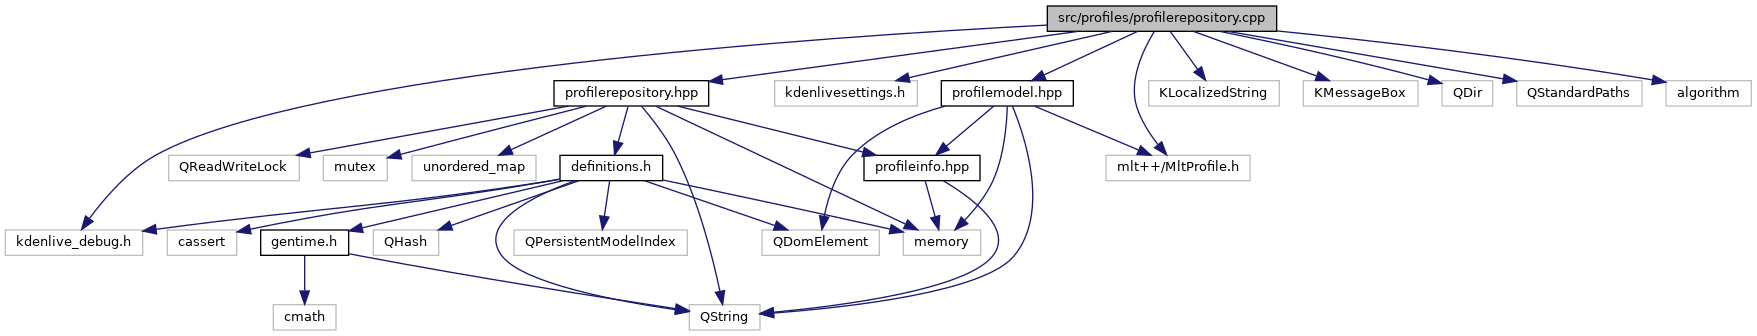 src/profiles/profilerepository.cpp
profilerepository.hpp
kdenlivesettings.h
profilemodel.hpp
KLocalizedString
KMessageBox
QDir
QStandardPaths
algorithm
QReadWriteLock
mutex
unordered_map
definitions.h
profileinfo.hpp
mlt++/MltProfile.h
kdenlive_debug.h
cassert
gentime.h
QHash
QPersistentModelIndex
QDomElement
memory
cmath
QString